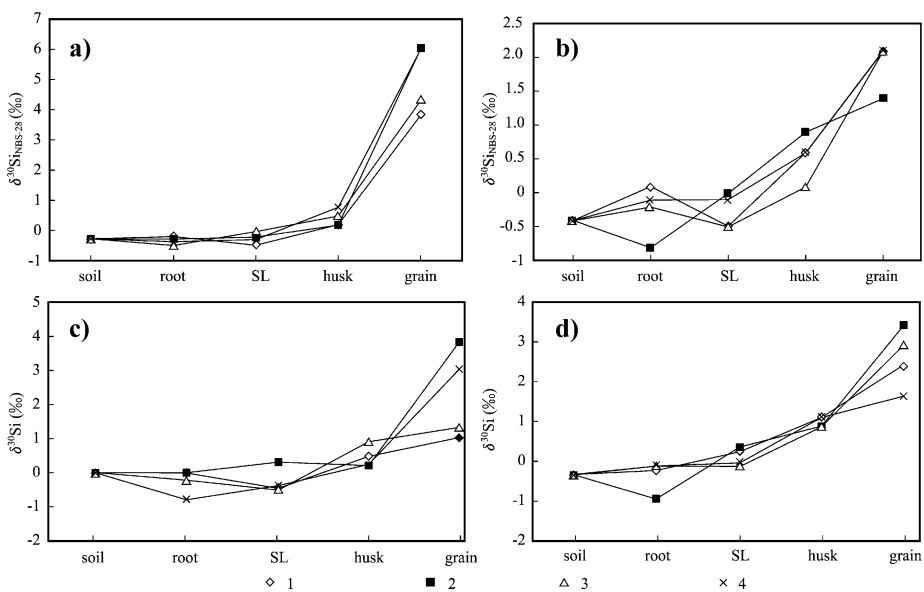 a)
δ³⁰Si_NBS-28 (‰)
7
6
5
4
3
2
1
0
-1
soil root SL husk grain
b)
δ³⁰Si_NBS-28 (‰)
2.5
2.0
1.5
1.0
0.5
0
-0.5
-1
soil root SL husk grain
c)
δ³⁰Si (‰)
5
4
3
2
1
0
-1
-2
soil root SL husk grain
d)
δ³⁰Si (‰)
4
3
2
1
0
-1
-2
soil root SL husk grain
1 2 3 4